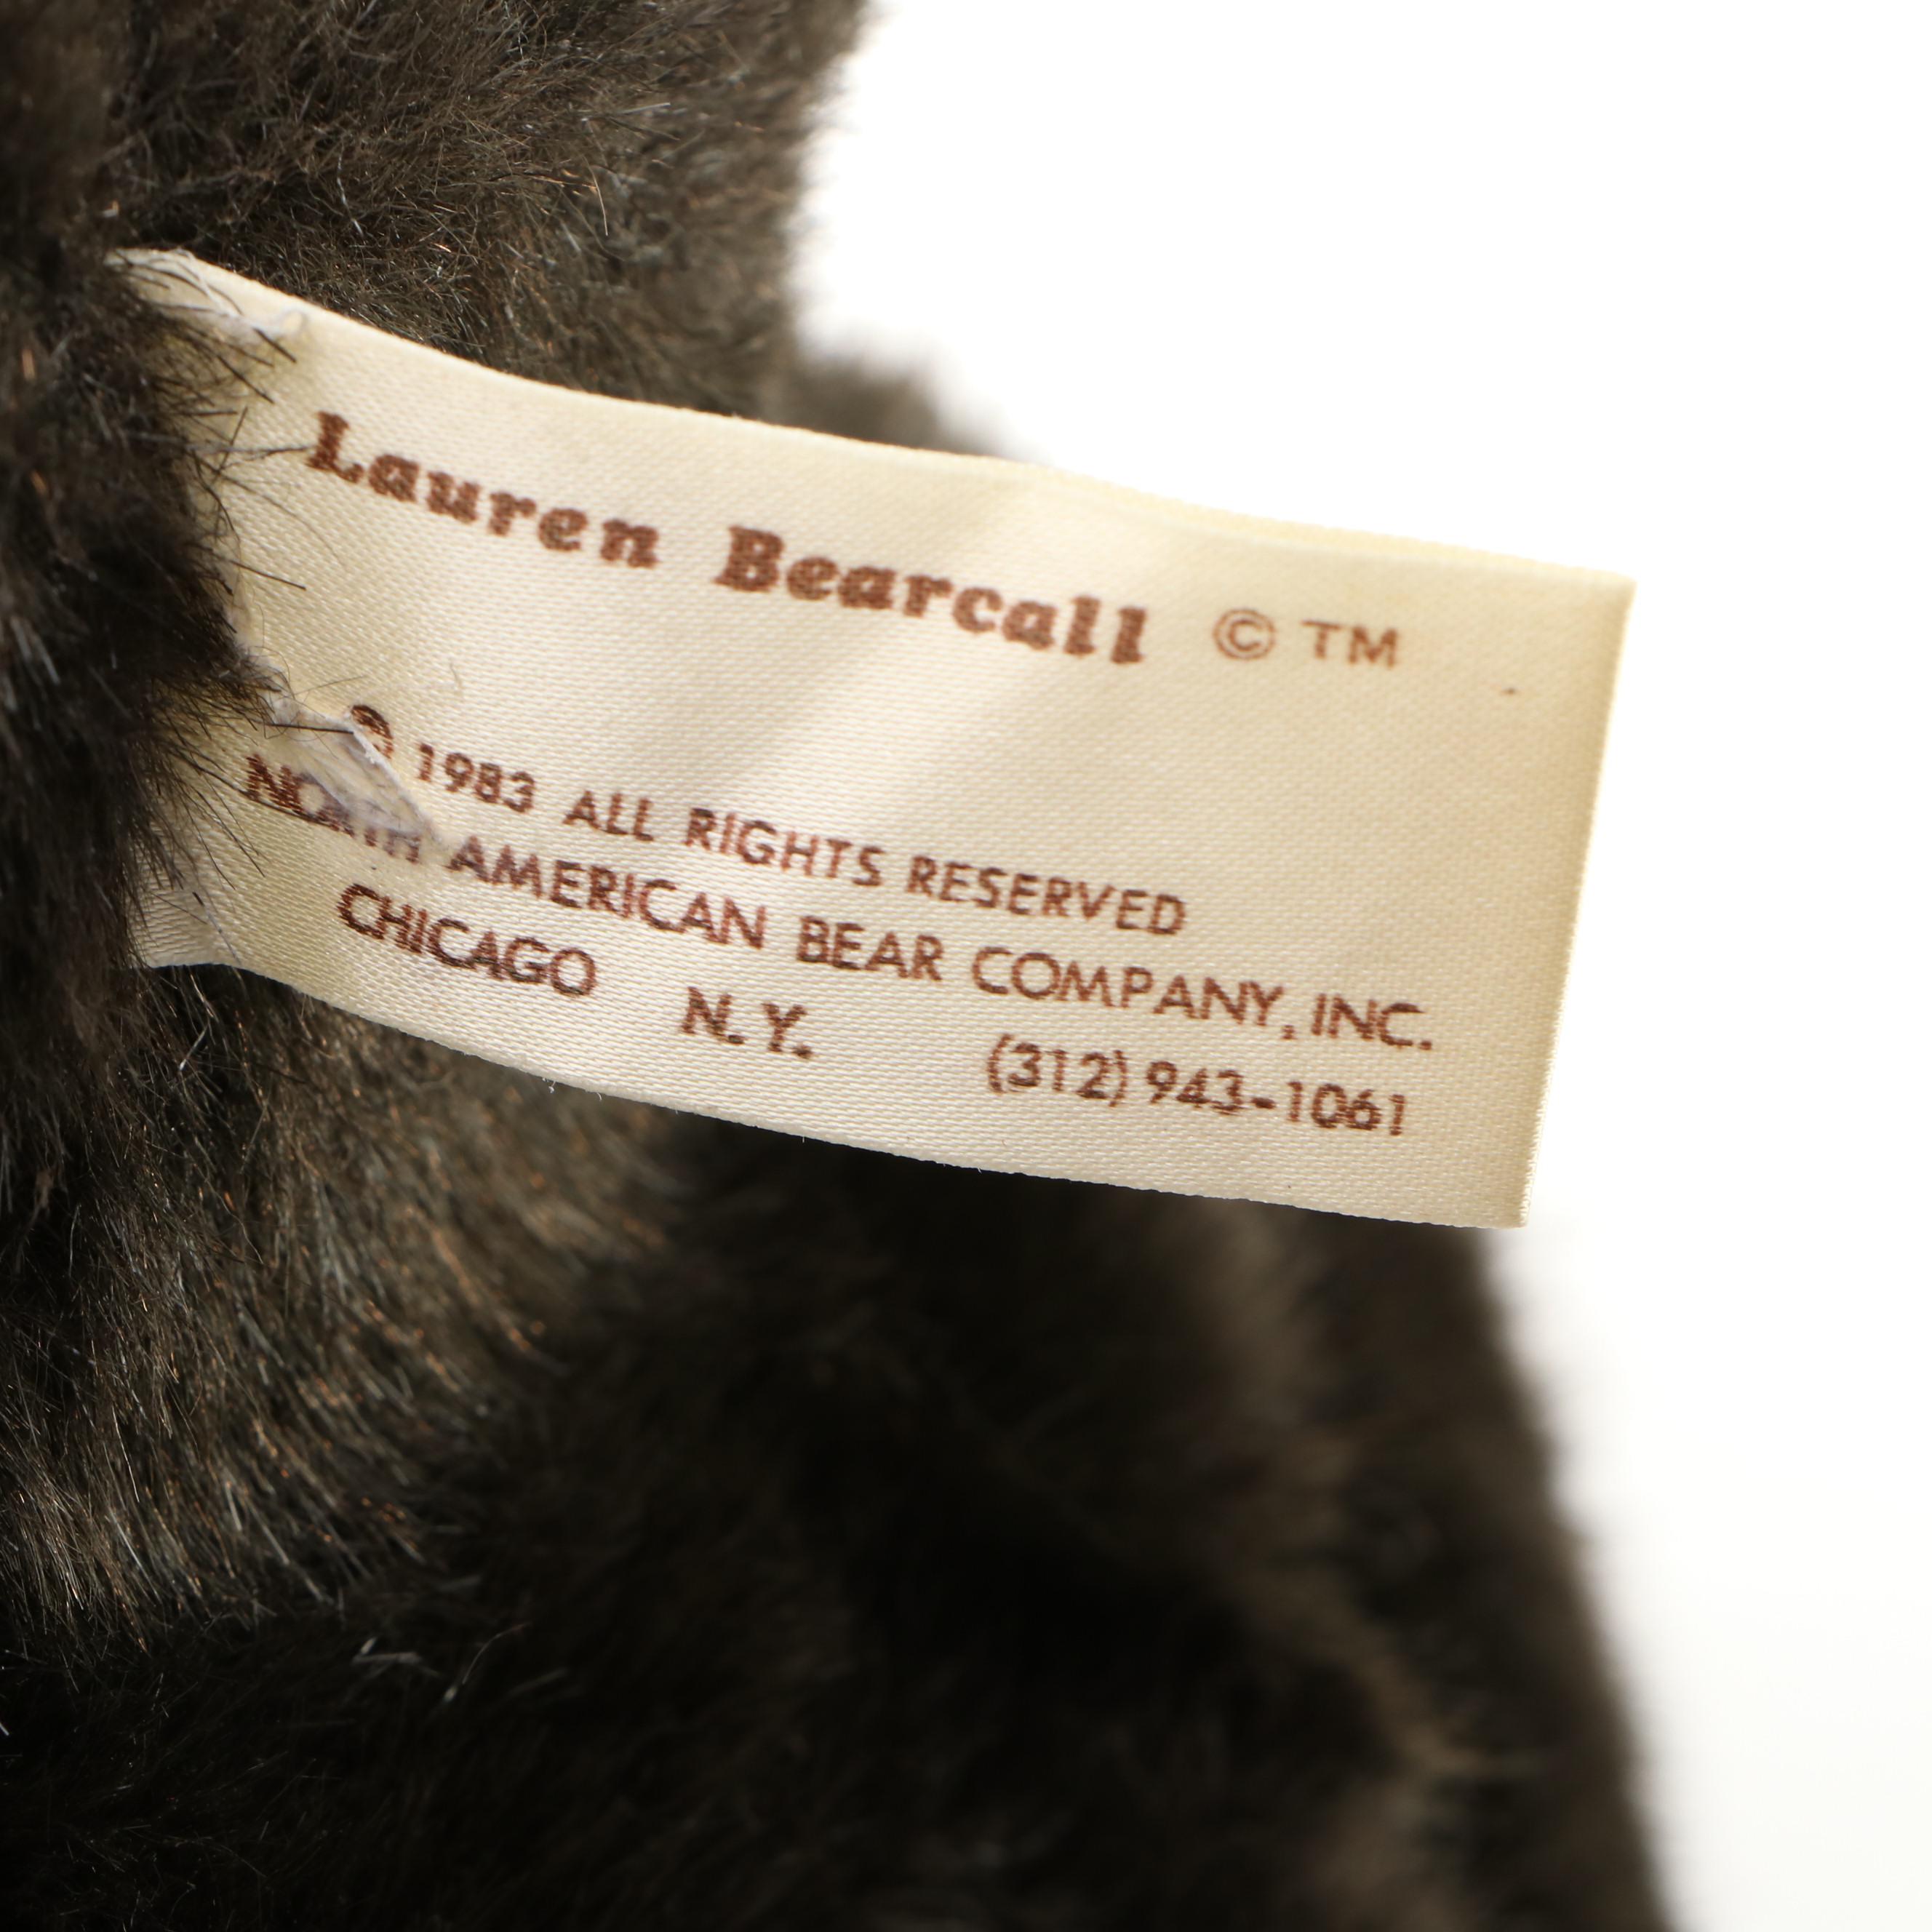 Lauren Bearcall © TM
© 1983 ALL RIGHTS RESERVED
NORTH AMERICAN BEAR COMPANY, INC.
CHICAGO N.Y. (312) 943-1061